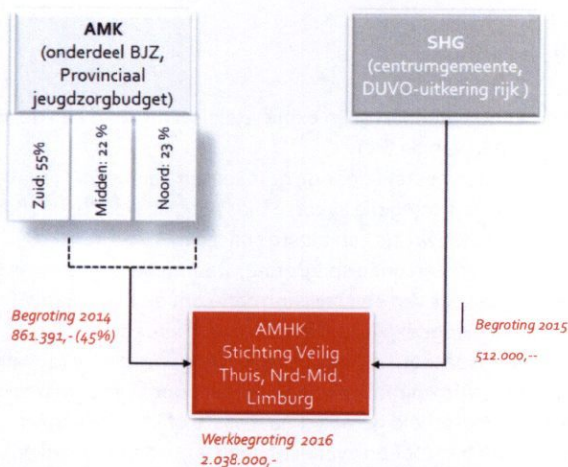 AMK
(onderdeel BJZ,
Provinciaal
jeugdzorgbudget)
Zuid: 55%
Midden: 22 %
Noord: 23 %
SHG
(centrumgemeente,
DUVO-uitkering rijk )
Begroting 2014
861.391,- (45%)
AMHK
Stichting Veilig
Thuis, Nrd-Mid.
Limburg
Begroting 2015
512.000,--
Werkbegroting 2016
2.038.000,-